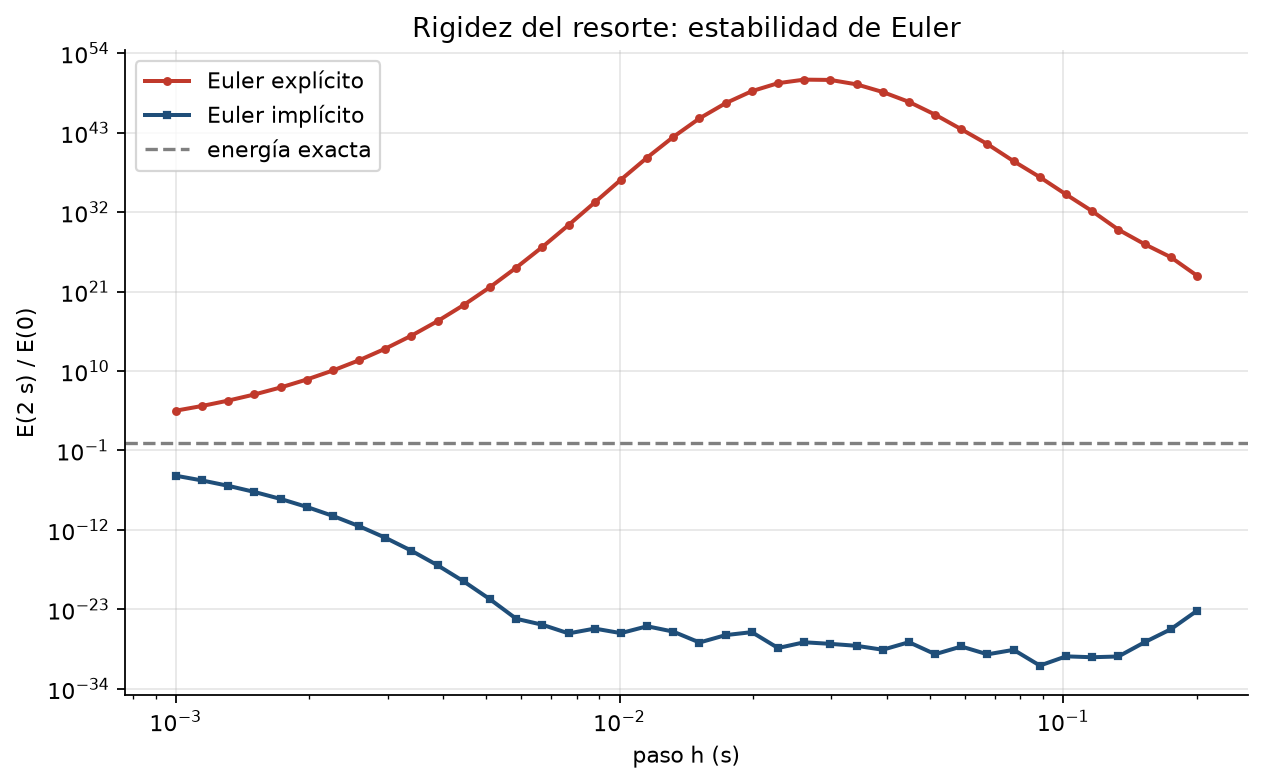 Rigidez del resorte: estabilidad de Euler
Euler explícito
Euler implícito
energía exacta
E(2 s) / E(0)
10^54
10^43
10^32
10^21
10^10
10^−1
10^−12
10^−23
10^−34
10^−3
10^−2
10^−1
paso h (s)